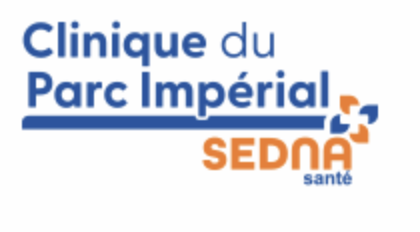 Clinique du
Parc Impérial
SEDNA
santé